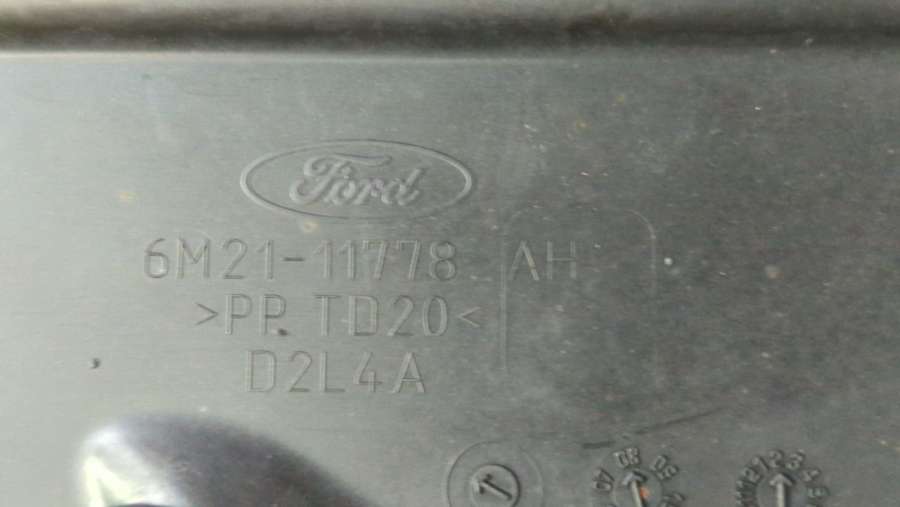 Ford
6M21-11778 AH
>PP TD20<
D2L4A